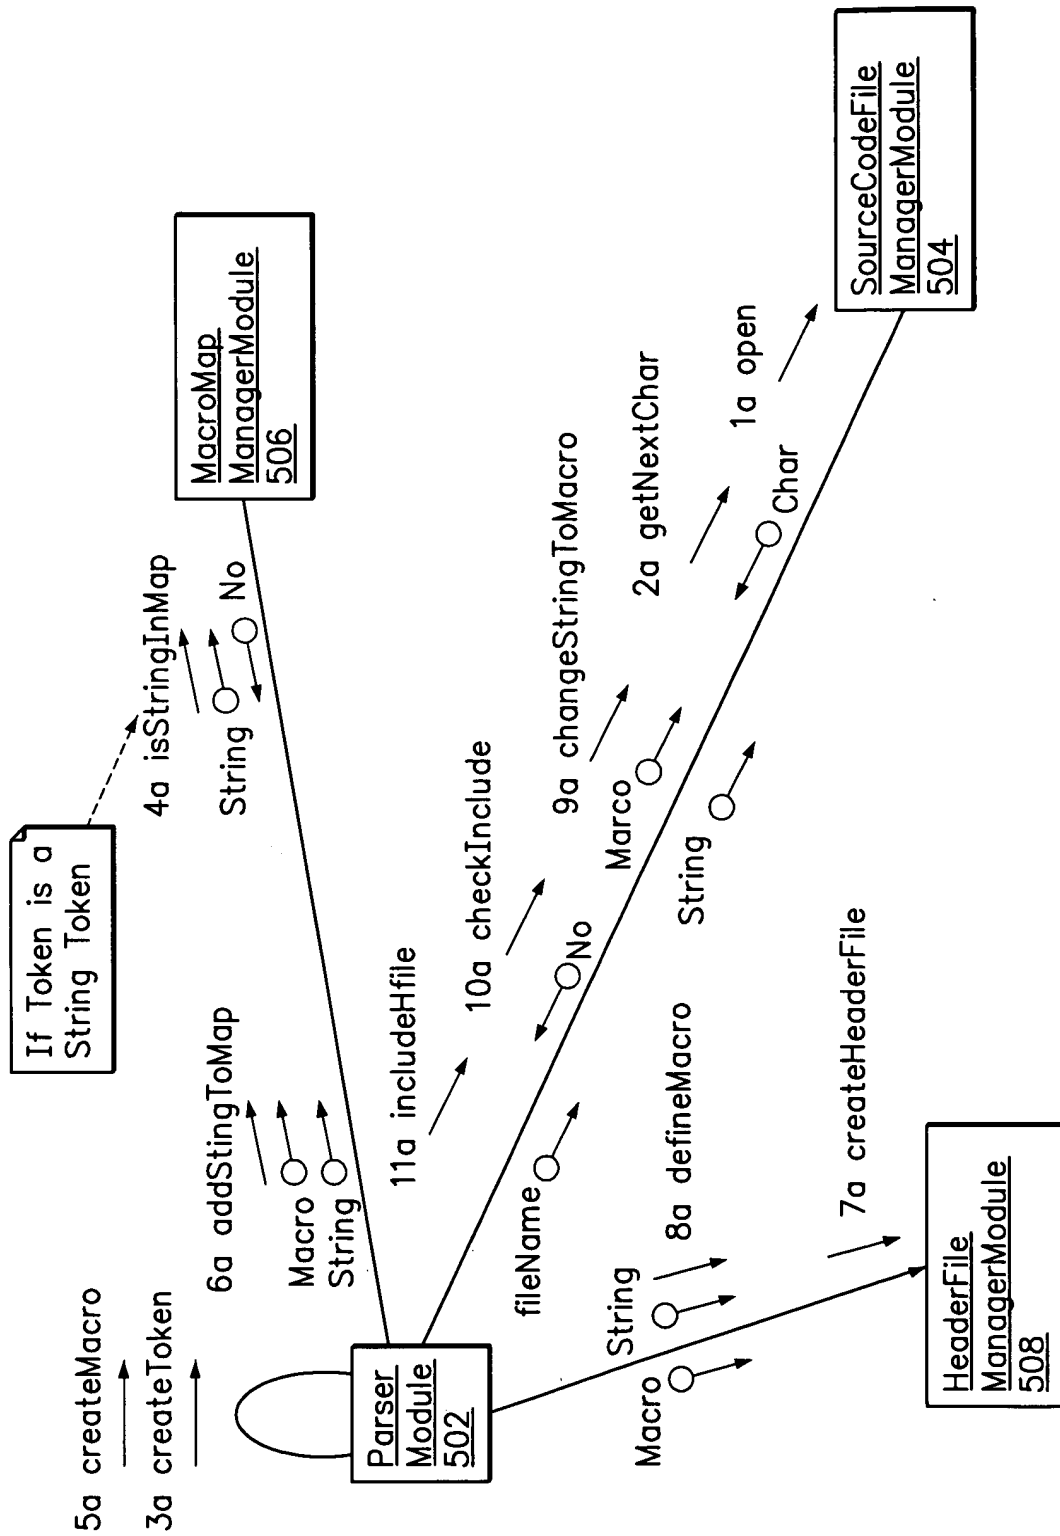 5a createMacro
3a createToken
Parser
Module
502
6a addStingToMap
Macro
String
If Token is a
String Token
4a isStringInMap
String
No
MacroMap
ManagerModule
506
11a includeHfile
fileName
10a checkInclude
No
9a changeStringToMacro
Marco
String
2a getNextChar
Char
1a open
SourceCodeFile
ManagerModule
504
Macro
String
8a defineMacro
7a createHeaderFile
HeaderFile
ManagerModule
508